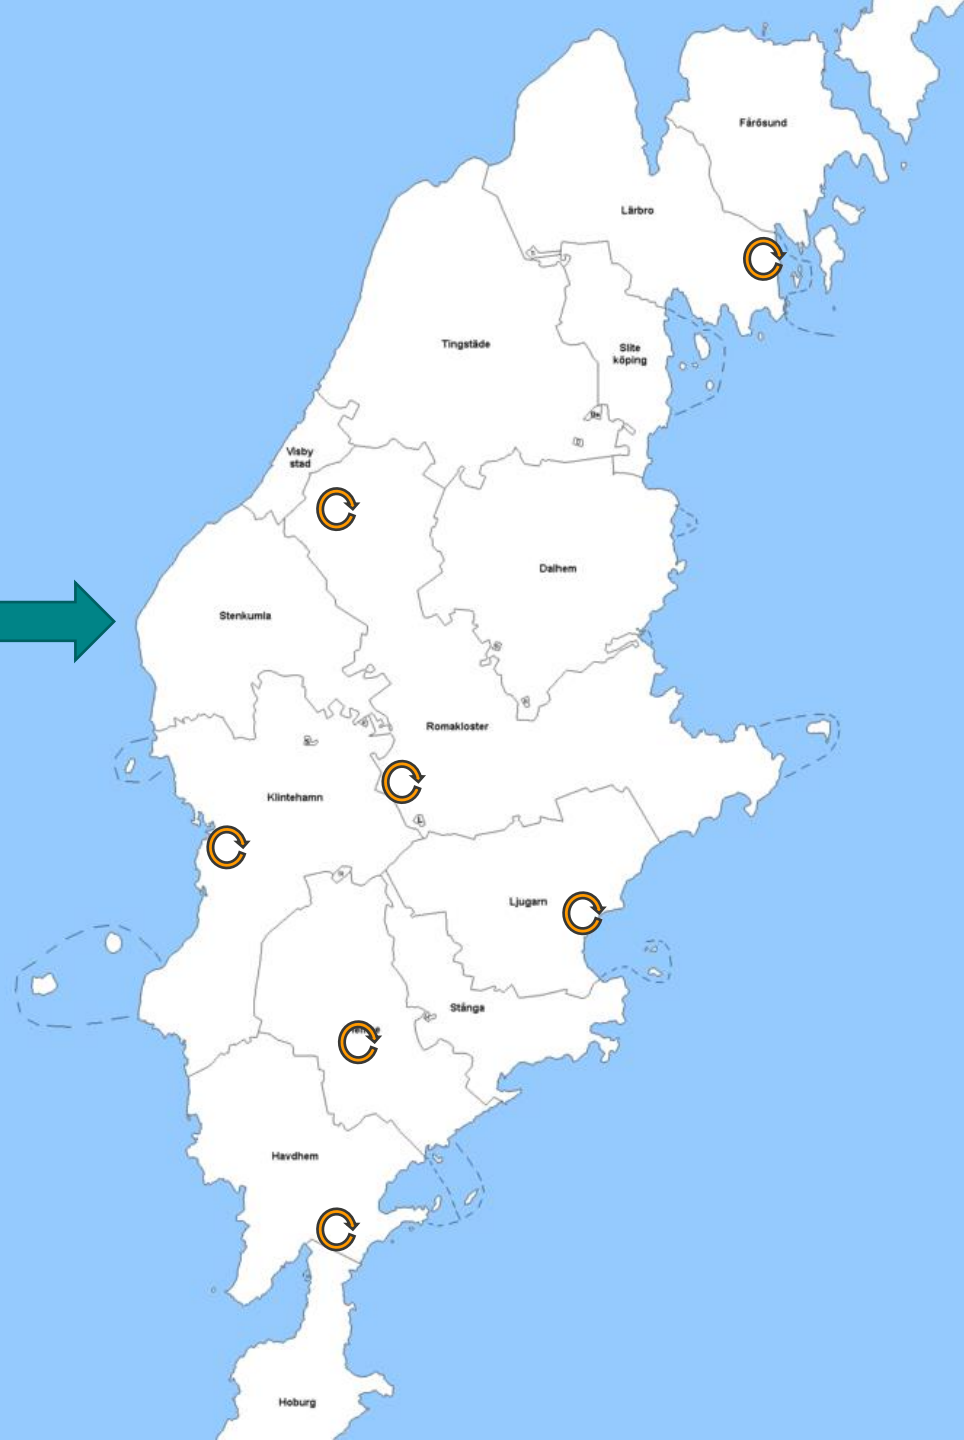 Fårösund
Lärbro
Tingstäde
Slite
köping
Visby
stad
Dalhem
Stenkumla
Romakloster
Klintehamn
Ljugarn
Stånga
Havdhem
Hoburg